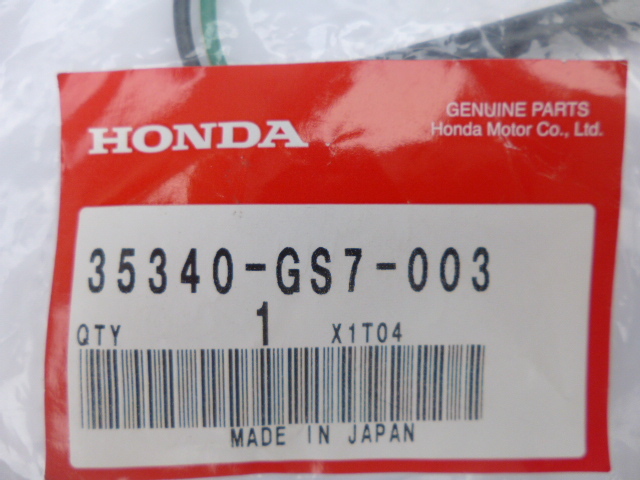 HONDA
GENUINE PARTS
Honda Motor Co., Ltd.
35340-GS7-003
QTY 1 X1T04
MADE IN JAPAN